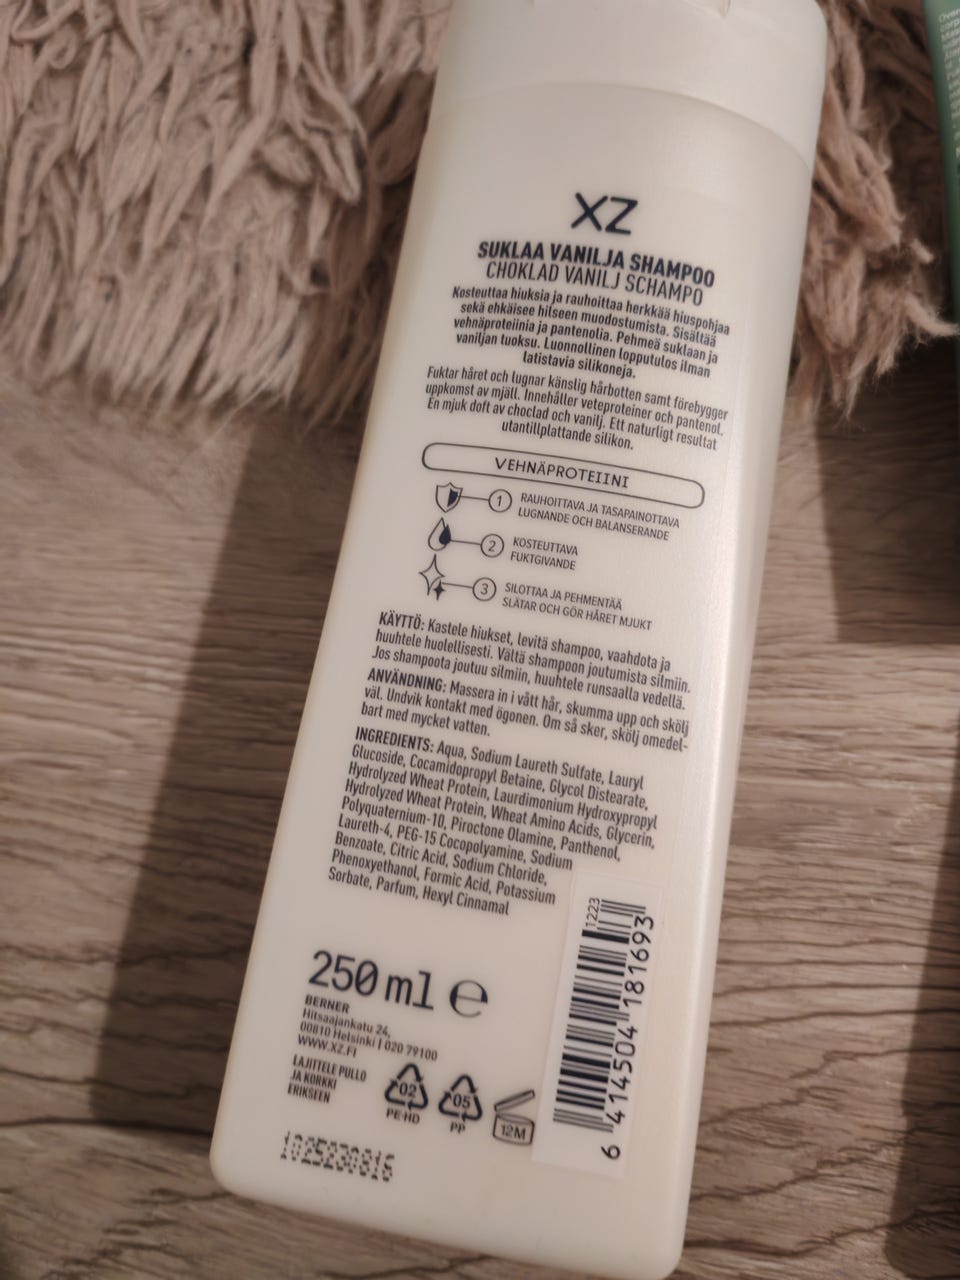 XZ
SUKLAA VANILJA SHAMPOO
CHOKLAD VANILJ SCHAMPO
Kosteuttaa hiuksia ja rauhoittaa herkkää hiuspohjaa
sekä ehkäisee hilseen muodostumista. Sisältää
vehnäproteiinia ja pantenolia. Pehmeä suklaan ja
vaniljan tuoksu. Luonnollinen lopputulos ilman
latistavia silikoneja.
Fuktar håret och lugnar känslig hårbotten samt förebygger
uppkomst av mjäll. Innehåller veteproteiner och pantenol.
En mjuk doft av choclad och vanilj. Ett naturligt resultat
utantillplattande silikon.
VEHNÄPROTEIINI
1 RAUHOITTAVA JA TASAPAINOTTAVA
LUGNANDE OCH BALANSERANDE
2 KOSTEUTTAVA
FUKTGIVANDE
3 SILOTTAA JA PEHMENTÄÄ
SLÄTAR OCH GÖR HÅRET MJUKT
KÄYTTÖ: Kastele hiukset, levitä shampoo, vaahdota ja
huuhtele huolellisesti. Vältä shampoon joutumista silmiin.
Jos shampoota joutuu silmiin, huuhtele runsaalla vedellä.
ANVÄNDNING: Massera in i vått hår, skumma upp och skölj
väl. Undvik kontakt med ögonen. Om så sker, skölj omedel-
bart med mycket vatten.
INGREDIENTS: Aqua, Sodium Laureth Sulfate, Lauryl
Glucoside, Cocamidopropyl Betaine, Glycol Distearate,
Hydrolyzed Wheat Protein, Laurdimonium Hydroxypropyl
Hydrolyzed Wheat Protein, Wheat Amino Acids, Glycerin,
Polyquaternium-10, Piroctone Olamine, Panthenol,
Laureth-4, PEG-15 Cocopolyamine, Sodium
Benzoate, Citric Acid, Sodium Chloride,
Phenoxyethanol, Formic Acid, Potassium
Sorbate, Parfum, Hexyl Cinnamal
1223
6 414504 181693
250 ml e
BERNER
Hitsaajankatu 24,
00810 Helsinki | 020 79100
WWW.XZ.FI
LAJITTELE PULLO
JA KORKKI
ERIKSEEN
02
PE-HD
05
PP
12M
1025230816